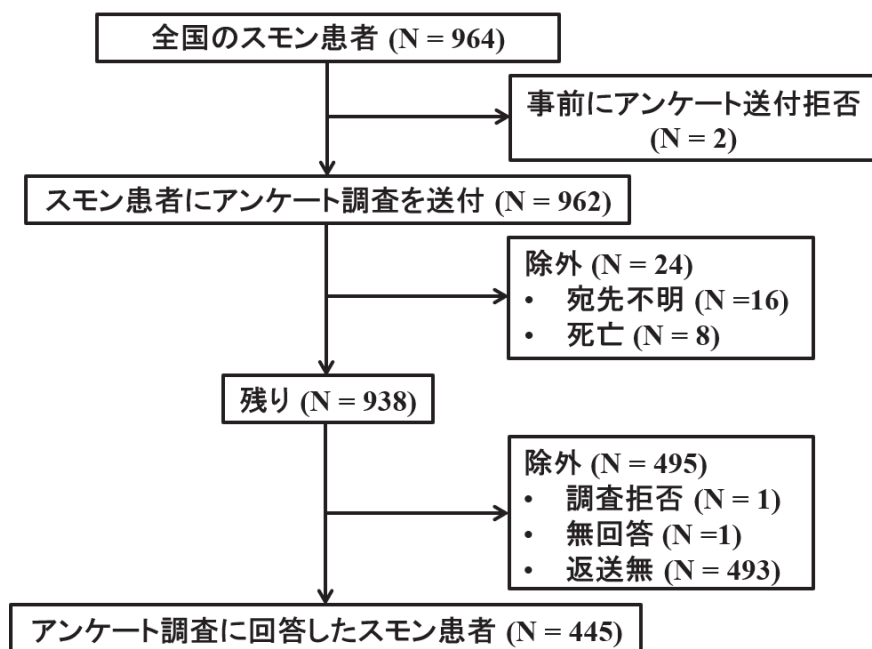 全国のスモン患者 (N = 964)
事前にアンケート送付拒否
(N = 2)
スモン患者にアンケート調査を送付 (N = 962)
除外 (N = 24)
• 宛先不明 (N =16)
• 死亡 (N = 8)
残り (N = 938)
除外 (N = 495)
• 調査拒否 (N = 1)
• 無回答 (N =1)
• 返送無 (N = 493)
アンケート調査に回答したスモン患者 (N = 445)